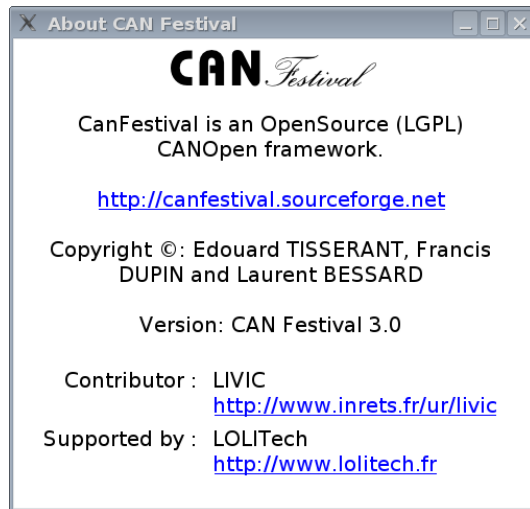 About CAN Festival
CAN Festival
CanFestival is an OpenSource (LGPL)
CANOpen framework.
http://canfestival.sourceforge.net
Copyright ©: Edouard TISSERANT, Francis
DUPIN and Laurent BESSARD
Version: CAN Festival 3.0
Contributor : LIVIC
http://www.inrets.fr/ur/livic
Supported by : LOLITech
http://www.lolitech.fr